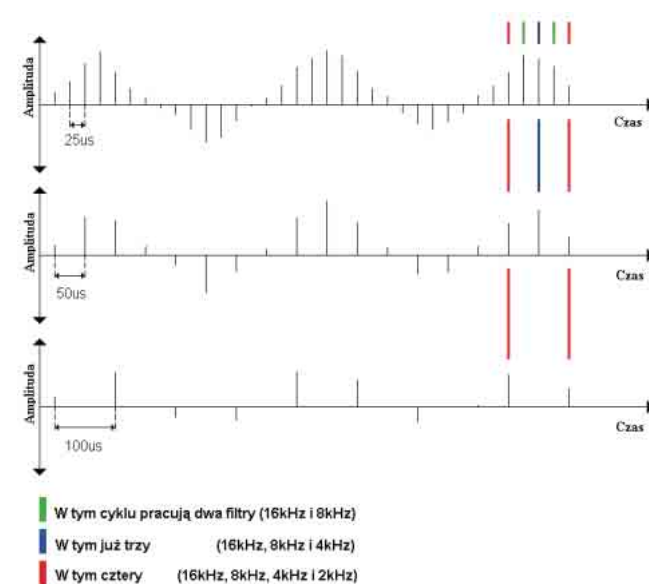 Amplituda
Czas
25us
Amplituda
Czas
50us
Amplituda
Czas
100us
W tym cyklu pracują dwa filtry (16kHz i 8kHz)
W tym już trzy (16kHz, 8kHz i 4kHz)
W tym cztery (16kHz, 8kHz, 4kHz i 2kHz)